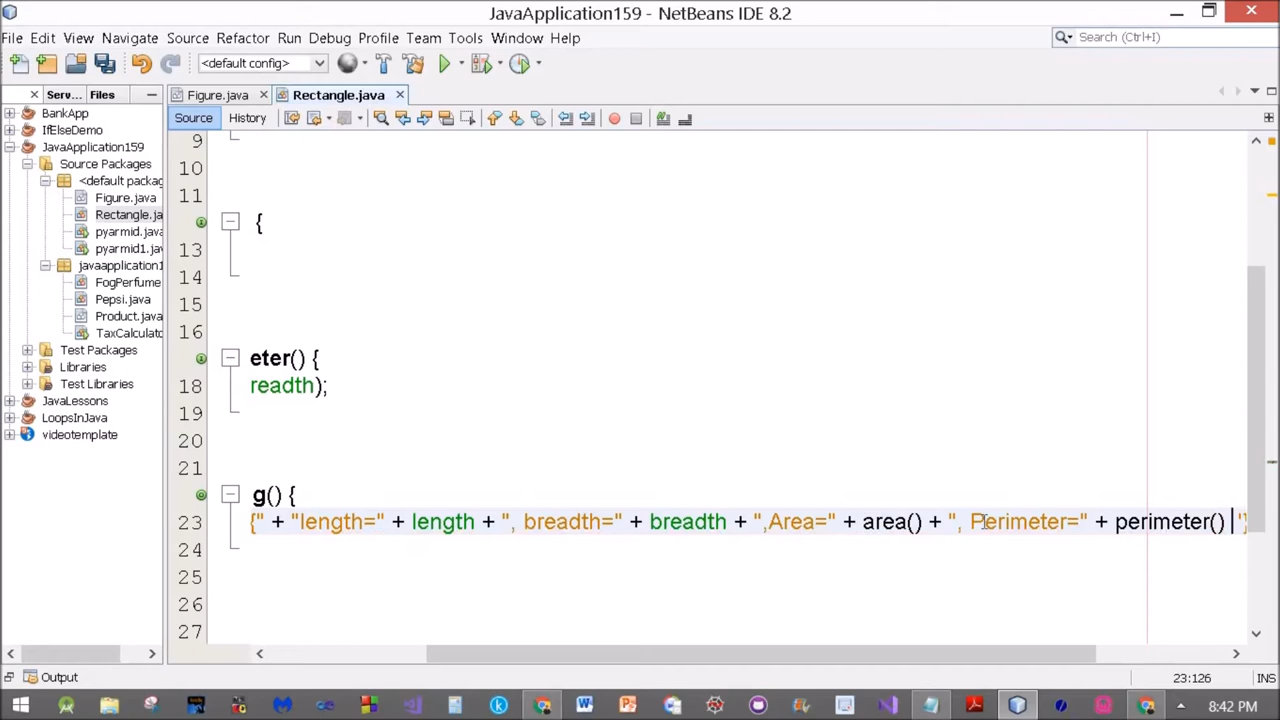 JavaApplication159 - NetBeans IDE 8.2
File Edit View Navigate Source Refactor Run Debug Profile Team Tools Window Help
Search (Ctrl+I)
<default config>
Serv... Files
Figure.java
Rectangle.java
Source History
BankApp
IfElseDemo
JavaApplication159
Source Packages
<default packag
Figure.java
Rectangle.ja
pyarmid.java
pyarmid1.jav
javaapplication1
FogPerfume
Pepsi.java
Product.java
TaxCalculato
Test Packages
Libraries
Test Libraries
JavaLessons
LoopsInJava
videotemplate
9
10
11
{
13
14
15
16
eter() {
18 readth);
19
20
21
g() {
23 {" + "length=" + length + ", breadth=" + breadth + ",Area=" + area() + ", Perimeter=" + perimeter() '}
24
25
26
27
Output
23:126 INS
8:42 PM